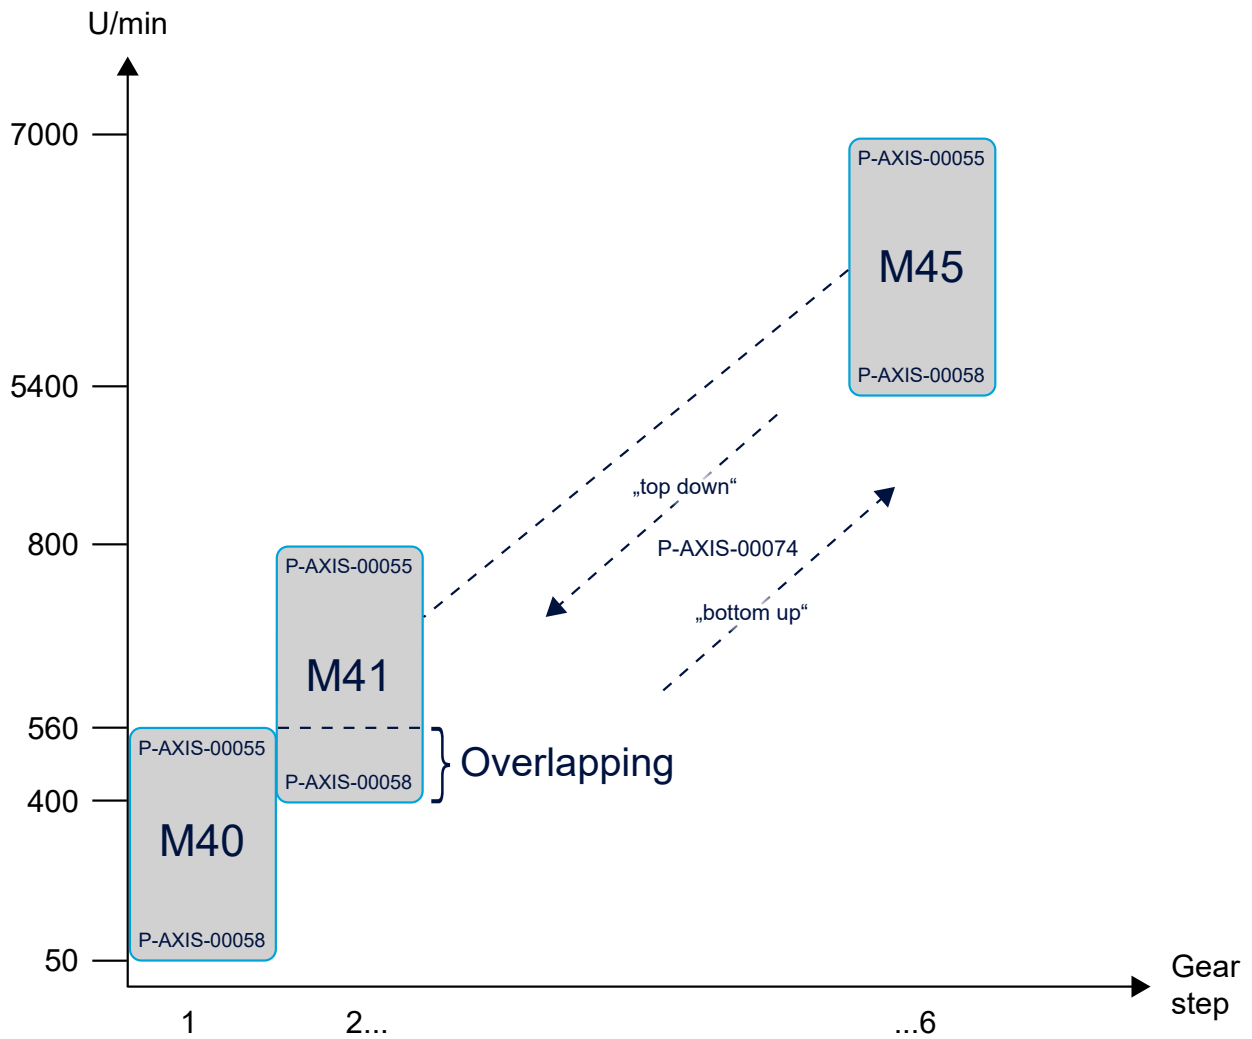 U/min
7000
P-AXIS-00055
M45
5400
P-AXIS-00058
„top down“
800
P-AXIS-00074
P-AXIS-00055
„bottom up“
M41
560
P-AXIS-00055
Overlapping
P-AXIS-00058
400
M40
P-AXIS-00058
50
Gear
step
1
2...
...6